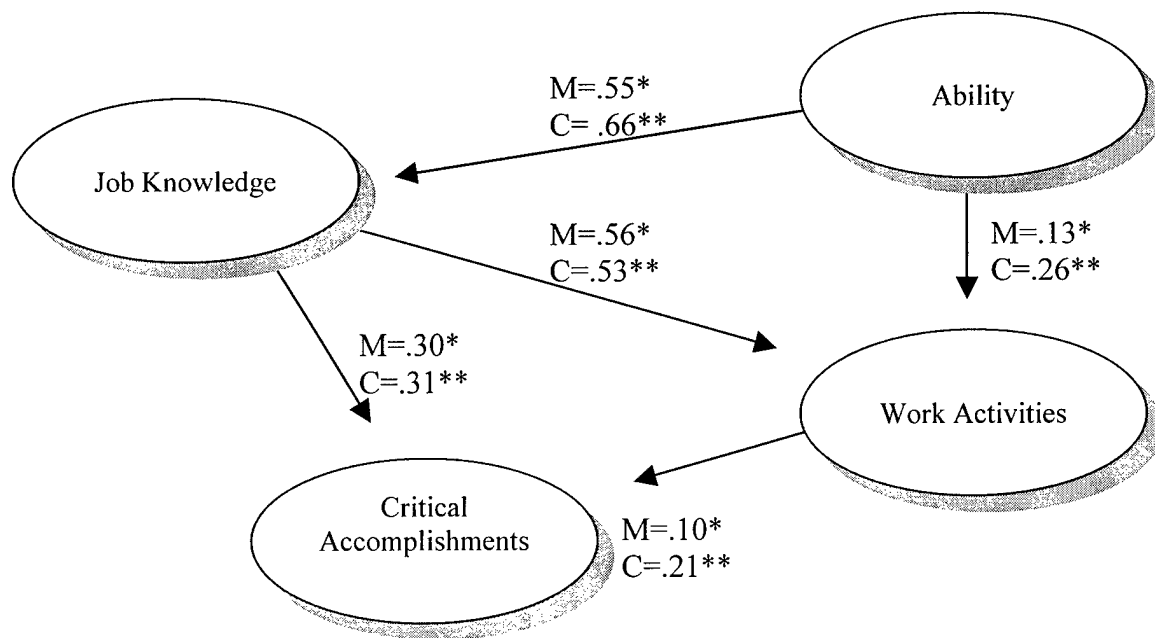 M=.55*
C= .66**
Ability
Job Knowledge
M=.56*
C=.53**
M=.13*
C=.26**
M=.30*
C=.31**
Work Activities
Critical
Accomplishments
M=.10*
C=.21**